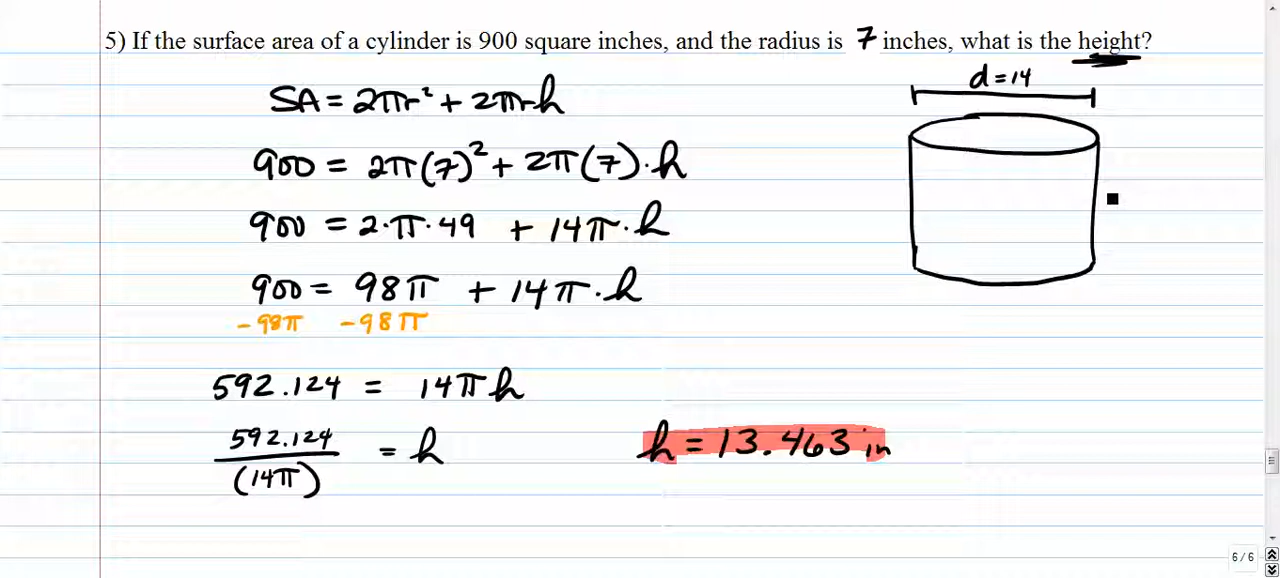 5) If the surface area of a cylinder is 900 square inches, and the radius is 7 inches, what is the height?
d = 14
SA = 2πr² + 2πrh
900 = 2π(7)² + 2π(7)·h
900 = 2·π·49 + 14π·h
900 = 98π + 14π·h
-98π -98π
592.124 = 14πh
592.124 / (14π) = h
h = 13.463 in
6/6